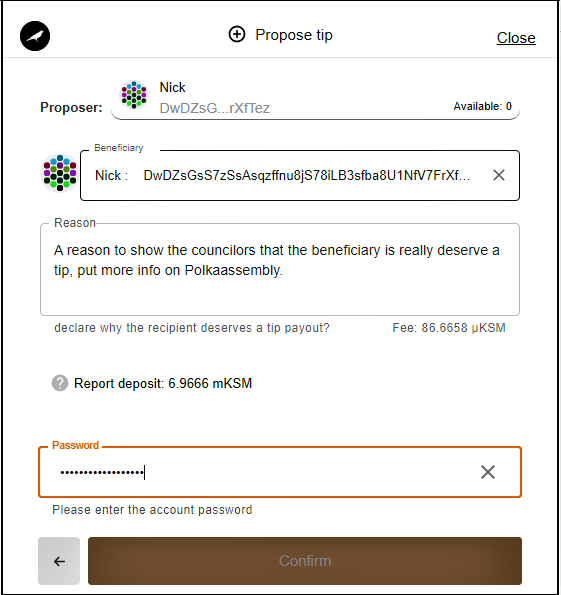 Propose tip
Close
Nick
Proposer:
DwDZsG...rXfTez
Available: 0
Beneficiary
Nick : DwDZsGsS7zSsAsqzffnu8jS78iLB3sfba8U1NfV7FrXf...
Reason
A reason to show the councilors that the beneficiary is really deserve a
tip, put more info on Polkaassembly.
declare why the recipient deserves a tip payout? Fee: 86.6658 µKSM
Report deposit: 6.9666 mKSM
Password
••••••••••••••••••
Please enter the account password
Confirm